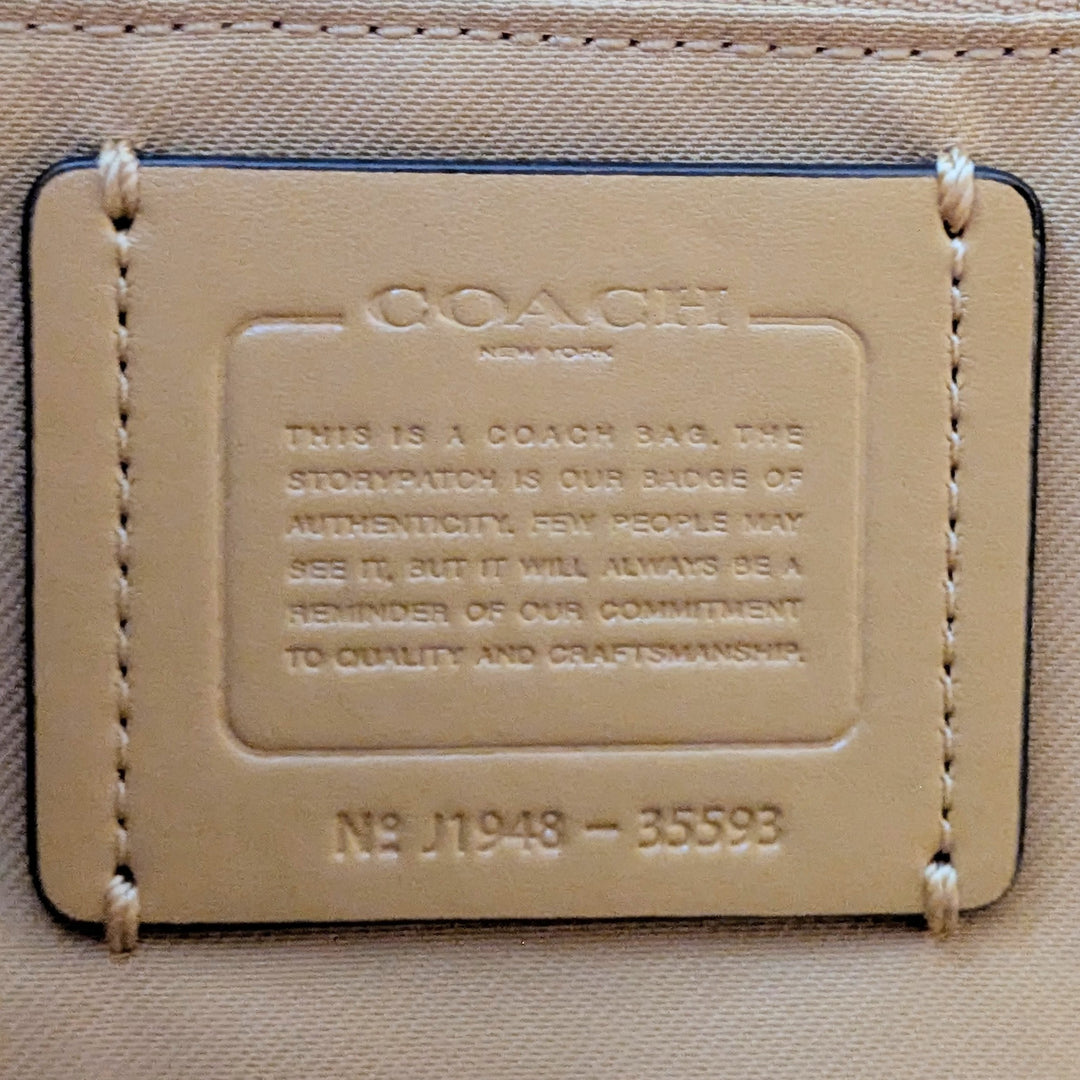 COACH
NEW YORK
THIS IS A COACH BAG. THE
STORYPATCH IS OUR BADGE OF
AUTHENTICITY. FEW PEOPLE MAY
SEE IT, BUT IT WILL ALWAYS BE A
REMINDER OF OUR COMMITMENT
TO QUALITY AND CRAFTSMANSHIP.
Nº J1948 – 35593